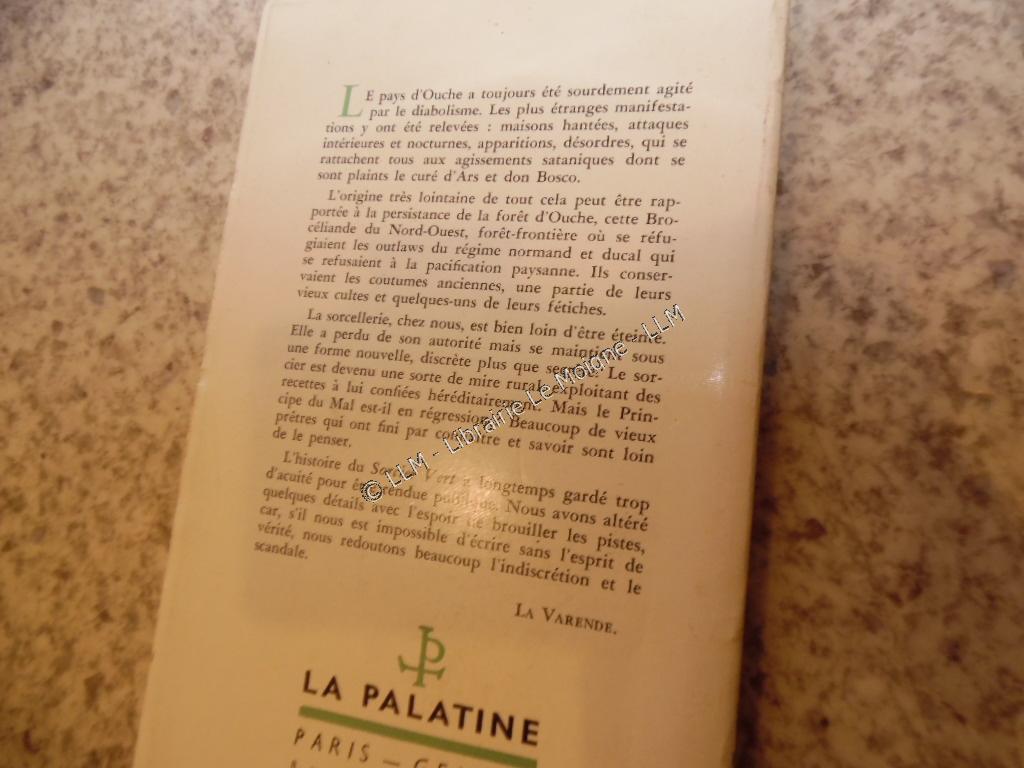 LE pays d'Ouche a toujours été sourdement agité
par le diabolisme. Les plus étranges manifesta-
tions y ont été relevées : maisons hantées, attaques
intérieures et nocturnes, apparitions, désordres, qui se
rattachent tous aux agissements sataniques dont se
sont plaints le curé d'Ars et don Bosco.
L'origine très lointaine de tout cela peut être rap-
portée à la persistance de la forêt d'Ouche, cette Bro-
céliande du Nord-Ouest, forêt-frontière où se réfu-
giaient les outlaws du régime normand et ducal qui
se refusaient à la pacification paysanne. Ils conser-
vaient les coutumes anciennes, une partie de leurs
vieux cultes et quelques-uns de leurs fétiches.
La sorcellerie, chez nous, est bien loin d'être éteinte.
Elle a perdu de son autorité mais se maintient sous
une forme nouvelle, discrète plus que Le sor-
cier est devenu une sorte de mire rural, exploitant des
recettes à lui confiées héréditairement. Mais le Prin-
cipe du Mal est-il en régression ? Beaucoup de vieux
prêtres qui ont fini par connaître et savoir sont loin
de le penser.
L'histoire du Vert a longtemps gardé trop
d'acuité pour être rendue publique. Nous avons altéré
quelques détails avec l'espoir de brouiller les pistes,
car, s'il nous est impossible d'écrire sans l'esprit de
vérité, nous redoutons beaucoup l'indiscrétion et le
scandale.
LA VARENDE.
LA PALATINE
PARIS —
© LLM - Librairie Le Moigne - LLM